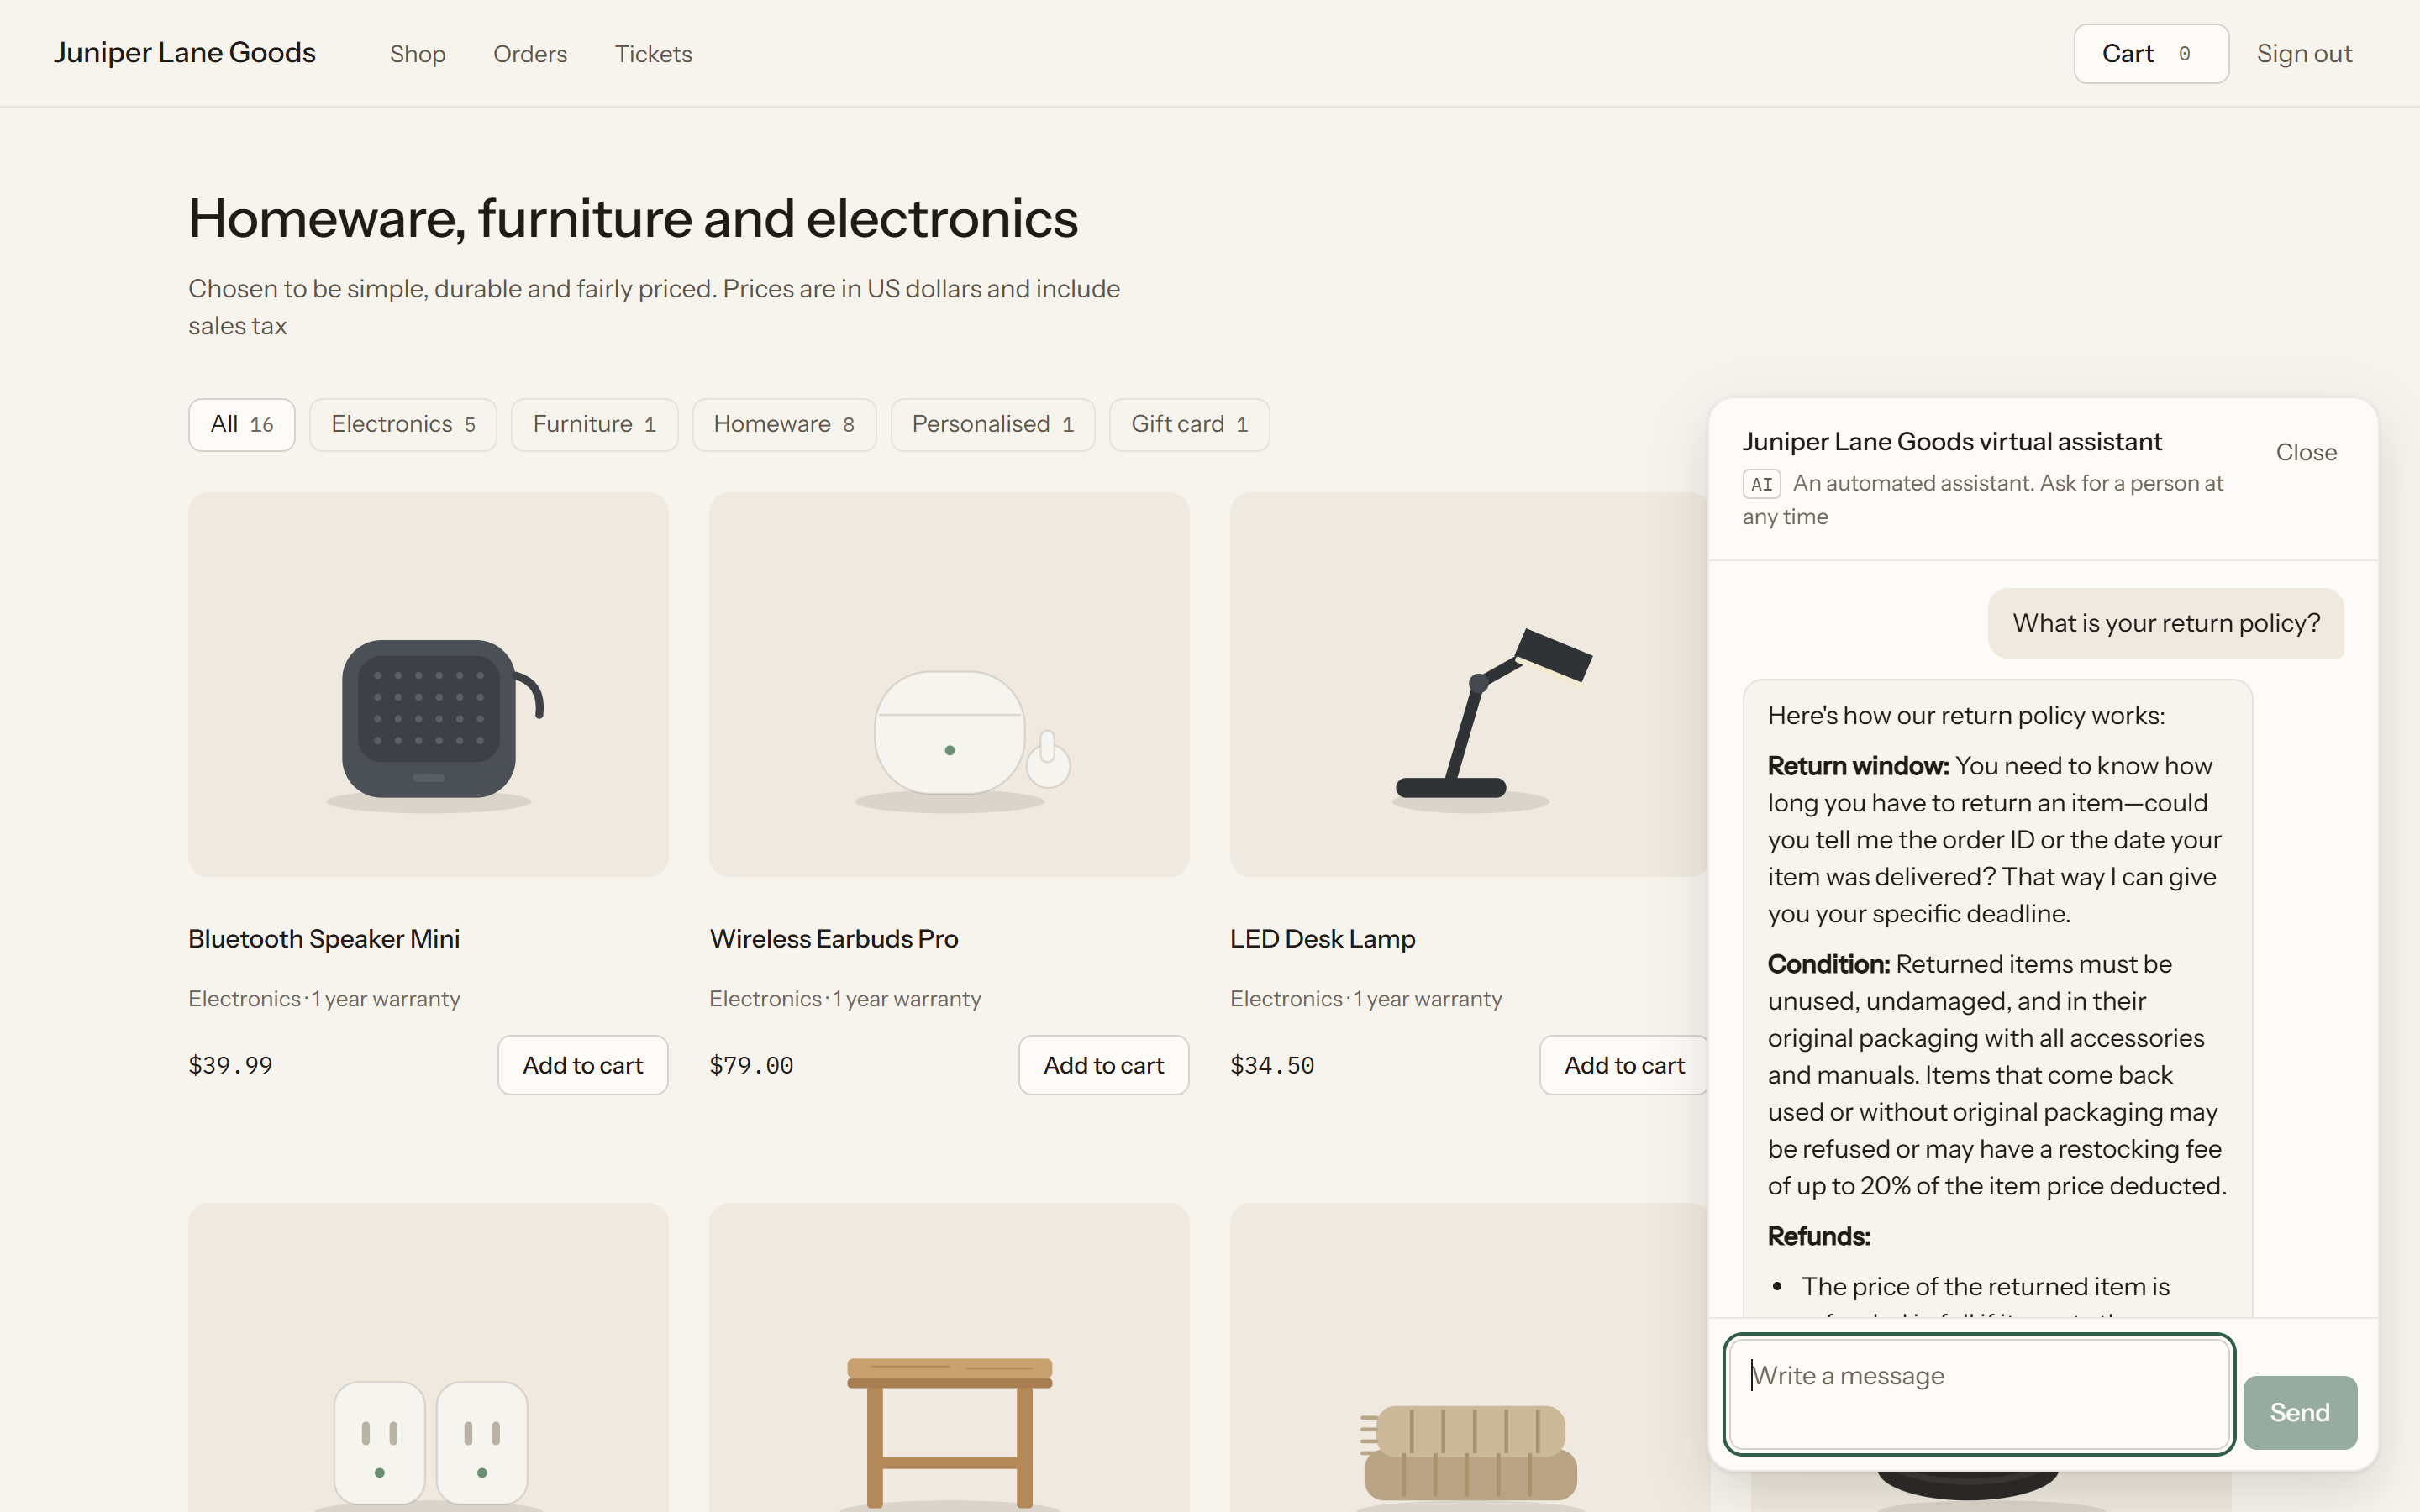 Juniper Lane Goods
Shop
Orders
Tickets
Cart 0
Sign out
Homeware, furniture and electronics
Chosen to be simple, durable and fairly priced. Prices are in US dollars and include
sales tax
All 16
Electronics 5
Furniture 1
Homeware 8
Personalised 1
Gift card 1
Bluetooth Speaker Mini
Electronics · 1 year warranty
$39.99
Add to cart
Wireless Earbuds Pro
Electronics · 1 year warranty
$79.00
Add to cart
LED Desk Lamp
Electronics · 1 year warranty
$34.50
Add to cart
Juniper Lane Goods virtual assistant
Close
AI An automated assistant. Ask for a person at
any time
What is your return policy?
Here's how our return policy works:
Return window: You need to know how
long you have to return an item—could
you tell me the order ID or the date your
item was delivered? That way I can give
you your specific deadline.
Condition: Returned items must be
unused, undamaged, and in their
original packaging with all accessories
and manuals. Items that come back
used or without original packaging may
be refused or may have a restocking fee
of up to 20% of the item price deducted.
Refunds:
• The price of the returned item is
Write a message
Send